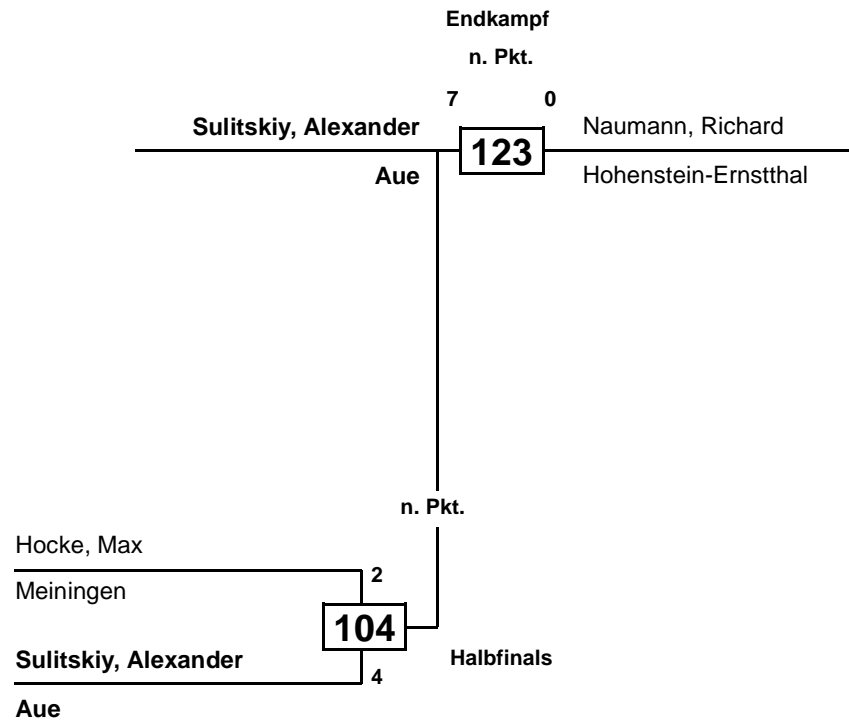 Endkampf
n. Pkt.
7 0
Sulitskiy, Alexander
123
Naumann, Richard
Aue
Hohenstein-Ernstthal
n. Pkt.
Hocke, Max
2
Meiningen
104
Sulitskiy, Alexander
Halbfinals
4
Aue